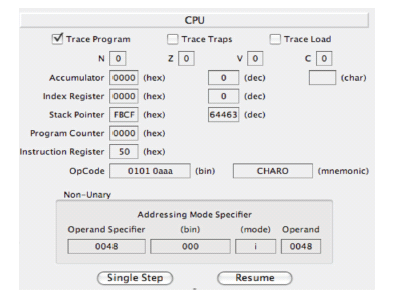 CPU
Trace Program Trace Traps Trace Load
N 0 Z 0 V 0 C 0
Accumulator 0000 (hex) 0 (dec) (char)
Index Register 0000 (hex) 0 (dec)
Stack Pointer FBCF (hex) 64463 (dec)
Program Counter 0000 (hex)
Instruction Register 50 (hex)
OpCode 0101 0aaa (bin) CHARO (mnemonic)
Non-Unary
Addressing Mode Specifier
Operand Specifier (bin) (mode) Operand
0048 000 i 0048
Single Step Resume